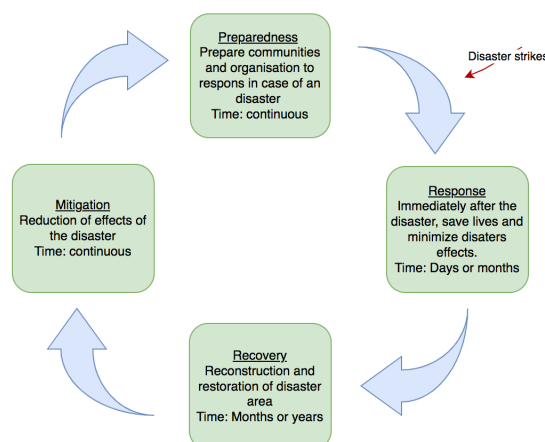 Preparedness
Prepare communities
and organisation to
respons in case of an
disaster
Time: continuous
Disaster strikes
Response
Immediately after the
disaster, save lives and
minimize disaters
effects.
Time: Days or months
Mitigation
Reduction of effects of
the disaster
Time: continuous
Recovery
Reconstruction and
restoration of disaster
area
Time: Months or years